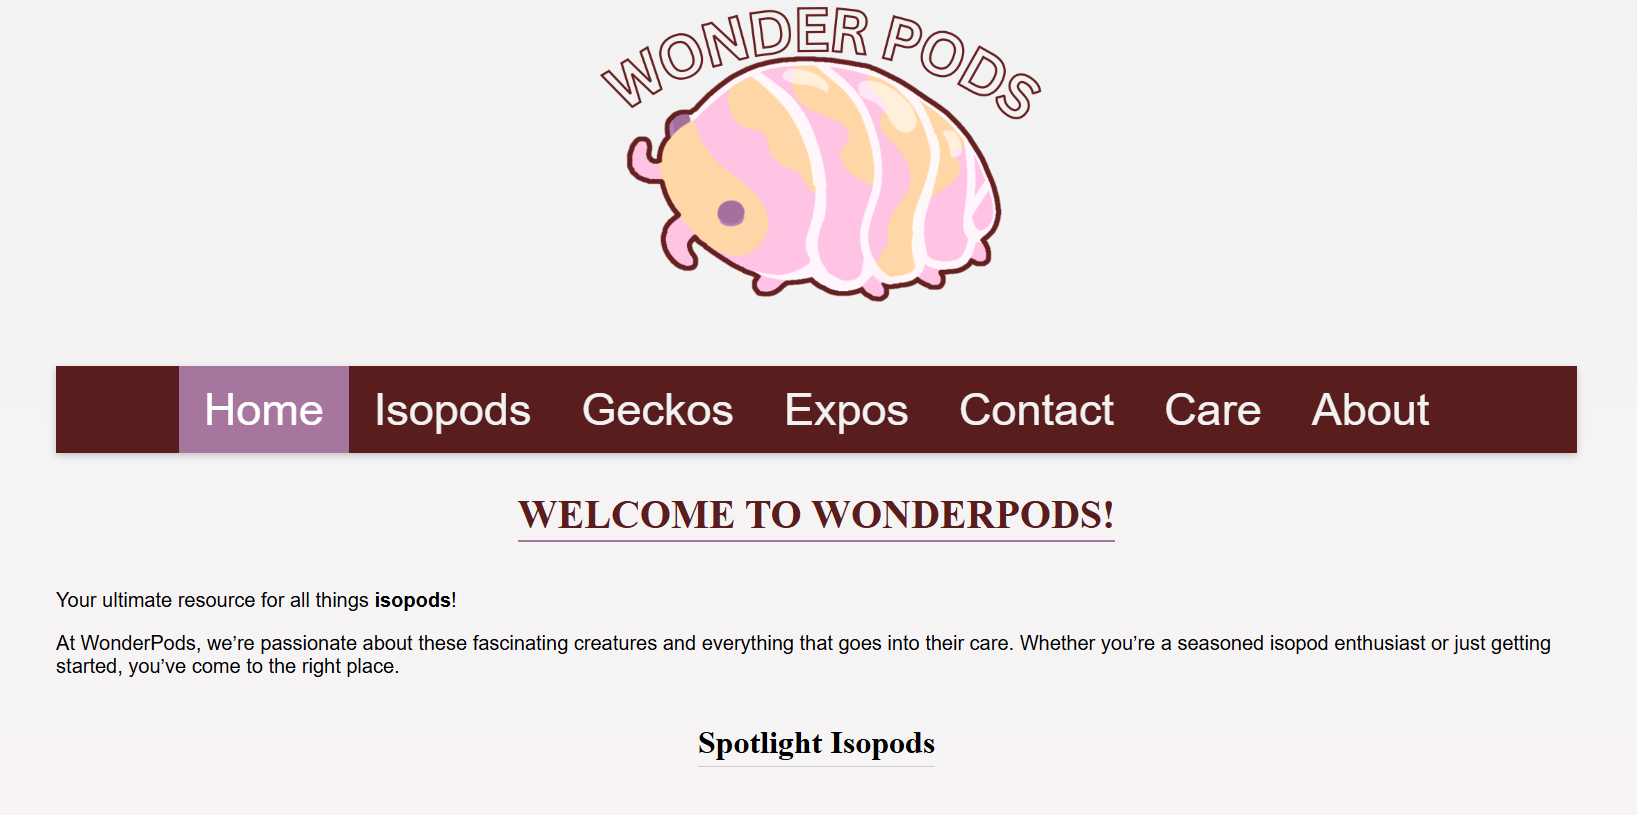 WONDER PODS
Home Isopods Geckos Expos Contact Care About
WELCOME TO WONDERPODS!
Your ultimate resource for all things isopods!
At WonderPods, we’re passionate about these fascinating creatures and everything that goes into their care. Whether you’re a seasoned isopod enthusiast or just getting
started, you’ve come to the right place.
Spotlight Isopods